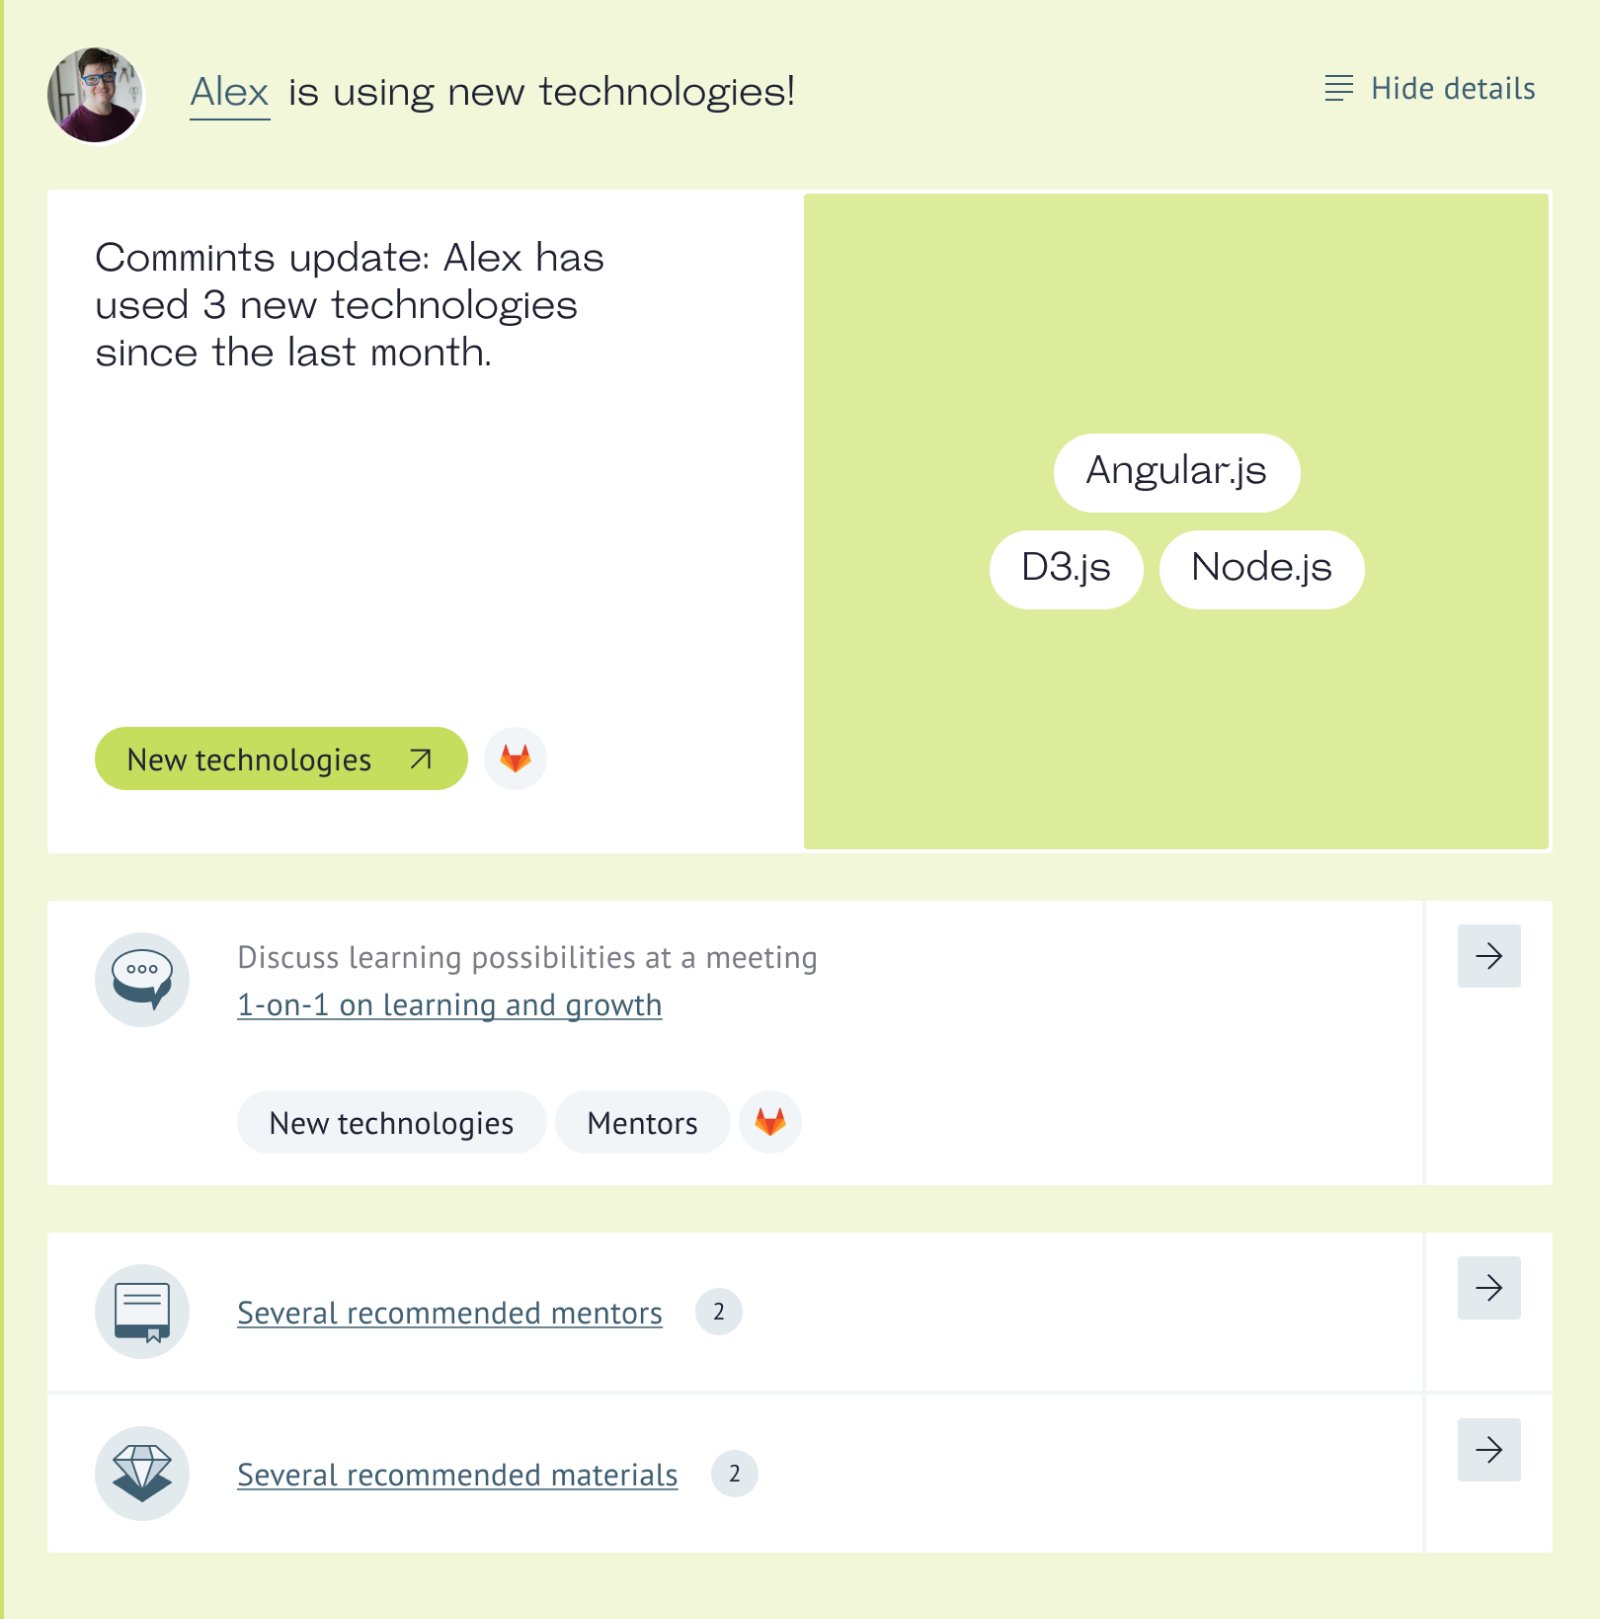 Alex is using new technologies!
Hide details
Commints update: Alex has
used 3 new technologies
since the last month.
New technologies
Angular.js
D3.js Node.js
Discuss learning possibilities at a meeting
1-on-1 on learning and growth
New technologies Mentors
Several recommended mentors 2
Several recommended materials 2